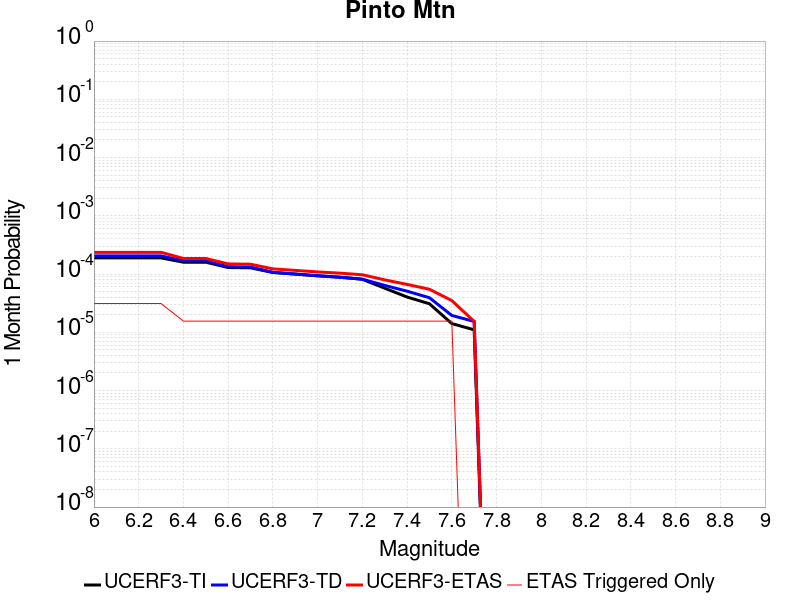 Pinto Mtn
10^0
10^-1
10^-2
10^-3
10^-4
10^-5
10^-6
10^-7
10^-8
1 Month Probability
6 6.2 6.4 6.6 6.8 7 7.2 7.4 7.6 7.8 8 8.2 8.4 8.6 8.8 9
Magnitude
UCERF3-TI UCERF3-TD UCERF3-ETAS ETAS Triggered Only